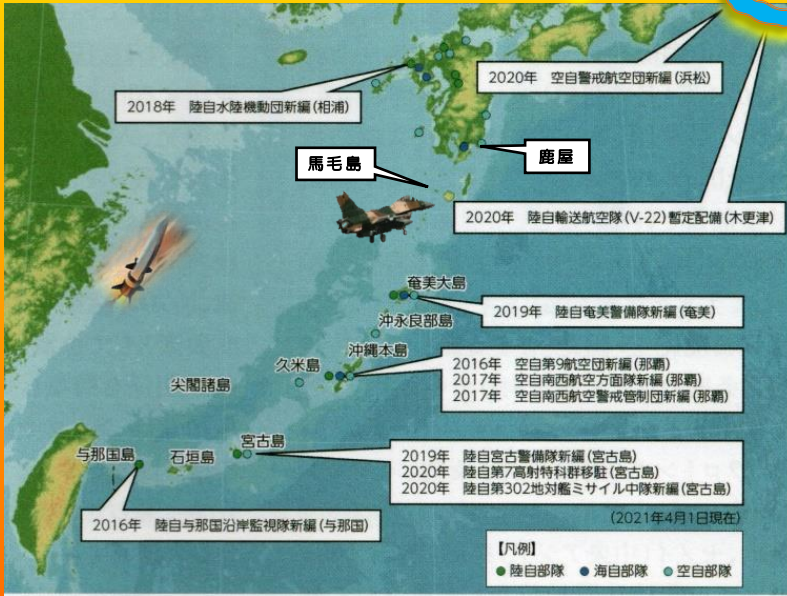 2020年 空自警戒航空団新編(浜松)
2018年 陸自水陸機動団新編(相浦)
馬毛島
鹿屋
2020年 陸自輸送航空隊(V-22)暫定配備(木更津)
奄美大島
2019年 陸自奄美警備隊新編(奄美)
沖永良部島
沖縄本島
久米島
2016年 空自第9航空団新編(那覇)
2017年 空自南西航空方面隊新編(那覇)
2017年 空自南西航空警戒管制団新編(那覇)
尖閣諸島
宮古島
与那国島
石垣島
2019年 陸自宮古警備隊新編(宮古島)
2020年 陸自第7高射特科群移駐(宮古島)
2020年 陸自第302地対艦ミサイル中隊新編(宮古島)
2016年 陸自与那国沿岸監視隊新編(与那国)
(2021年4月1日現在)
【凡例】
●陸自部隊 ●海自部隊 ●空自部隊